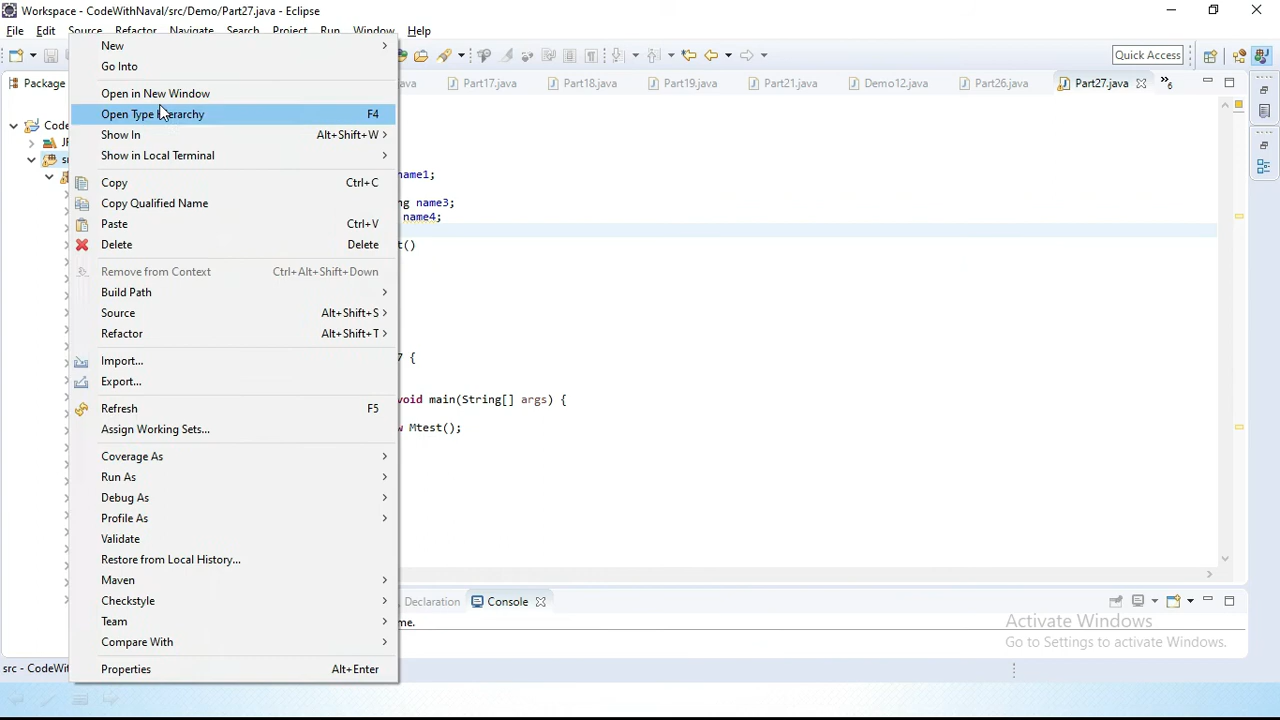 Workspace - CodeWithNaval/src/Demo/Part27.java - Eclipse
File Edit Source Refactor Navigate Search Project Run Window Help
Quick Access
Package
Part17.java Part18.java Part19.java Part21.java Demo12.java Part26.java Part27.java
New
Go Into
Open in New Window
Open Type Hierarchy F4
Show In Alt+Shift+W
Show in Local Terminal
Copy Ctrl+C
Copy Qualified Name
Paste Ctrl+V
Delete Delete
Remove from Context Ctrl+Alt+Shift+Down
Build Path
Source Alt+Shift+S
Refactor Alt+Shift+T
Import...
Export...
Refresh F5
Assign Working Sets...
Coverage As
Run As
Debug As
Profile As
Validate
Restore from Local History...
Maven
Checkstyle
Team
Compare With
Properties Alt+Enter
name1;
ng name3;
name4;
t()
7 {
void main(String[] args) {
w Mtest();
Declaration Console
me.
Activate Windows
Go to Settings to activate Windows.
src - CodeWit